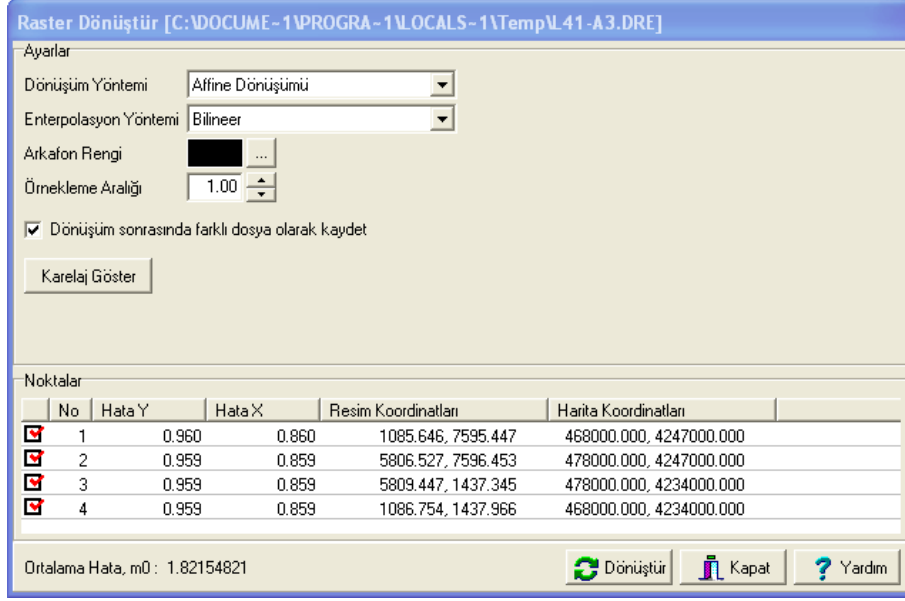 Raster Dönüştür [C:\DOCUME~1\PROGRA~1\LOCALS~1\Temp\L41-A3.DRE]
Ayarlar
Dönüşüm Yöntemi Affine Dönüşümü
Enterpolasyon Yöntemi Bilineer
Arkafon Rengi ...
Örnekleme Aralığı 1.00
Dönüşüm sonrasında farklı dosya olarak kaydet
Karelaj Göster
Noktalar
No Hata Y Hata X Resim Koordinatları Harita Koordinatları
1 0.960 0.860 1085.646, 7595.447 468000.000, 4247000.000
2 0.959 0.859 5806.527, 7596.453 478000.000, 4247000.000
3 0.959 0.859 5809.447, 1437.345 478000.000, 4234000.000
4 0.959 0.859 1086.754, 1437.966 468000.000, 4234000.000
Ortalama Hata, m0 : 1.82154821 Dönüştür Kapat ? Yardım